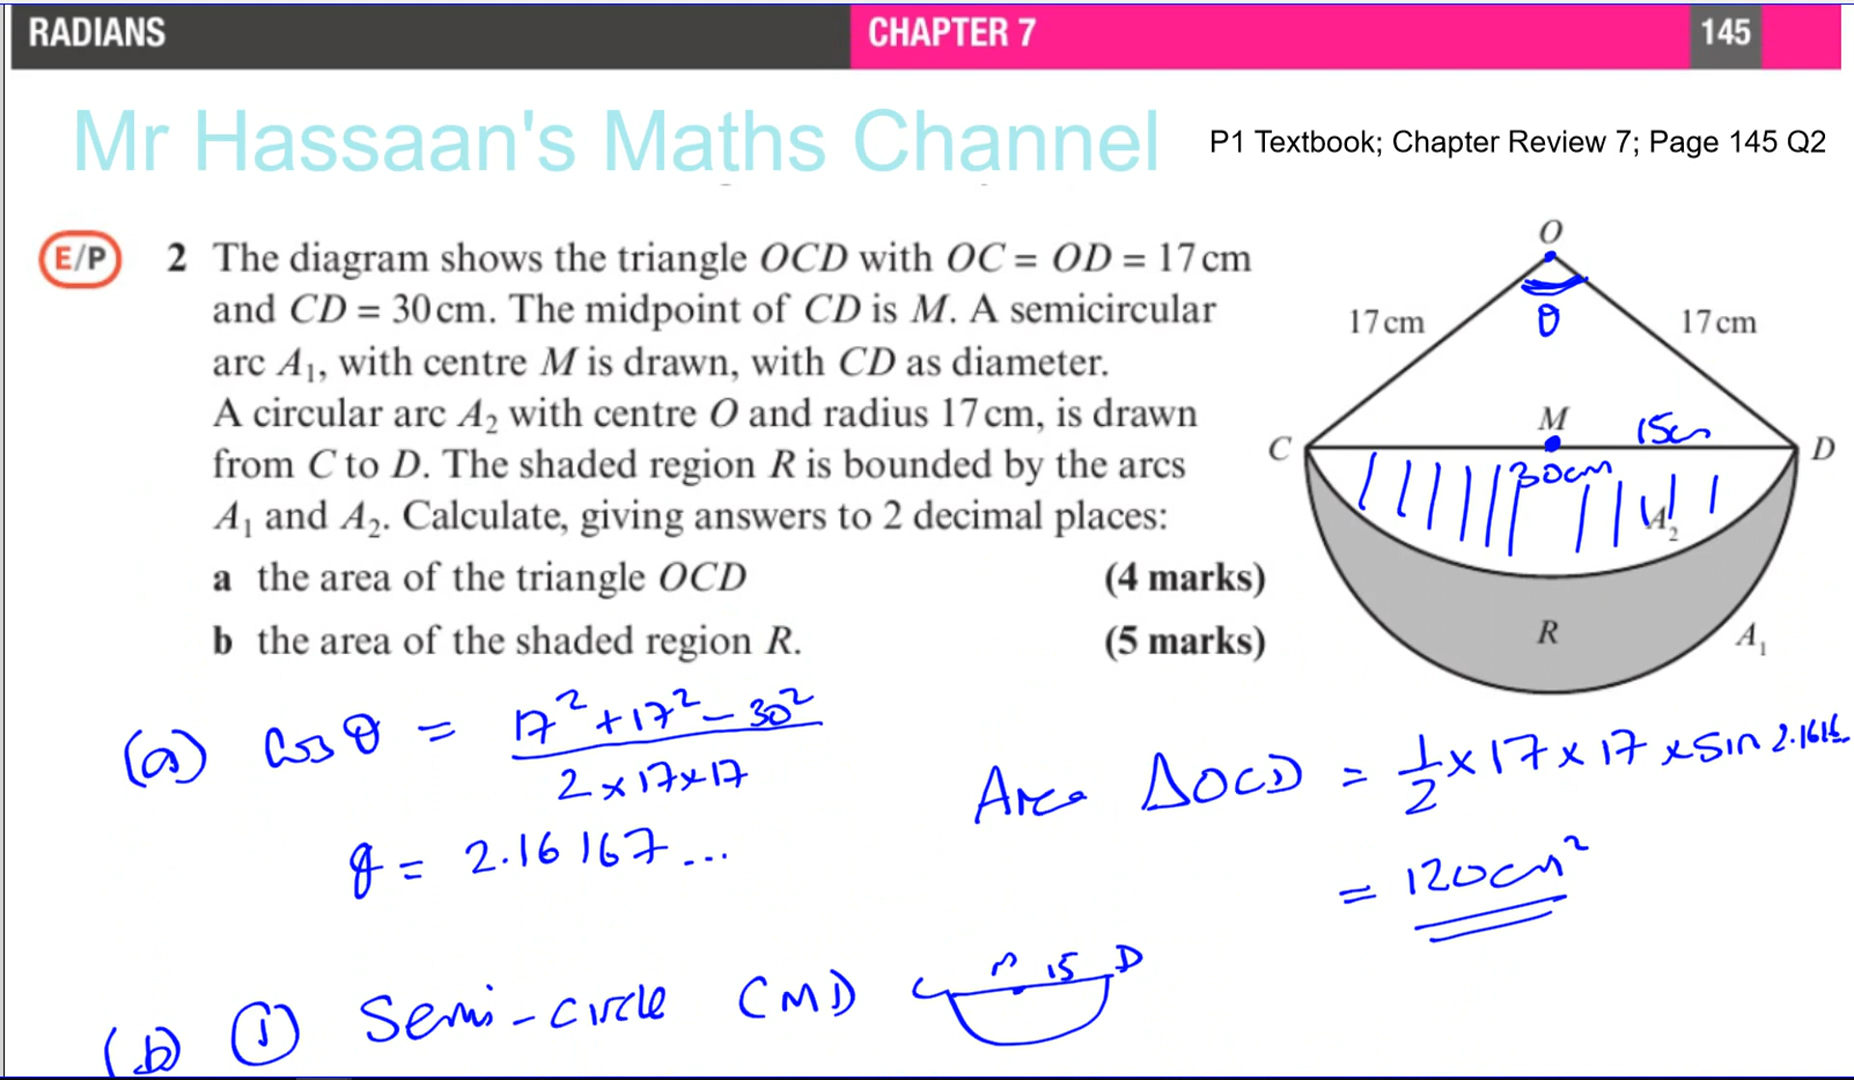 RADIANS CHAPTER 7 145
Mr Hassaan's Maths Channel P1 Textbook; Chapter Review 7; Page 145 Q2
E/P 2 The diagram shows the triangle OCD with OC = OD = 17 cm
and CD = 30 cm. The midpoint of CD is M. A semicircular
arc A₁, with centre M is drawn, with CD as diameter.
A circular arc A₂ with centre O and radius 17 cm, is drawn
from C to D. The shaded region R is bounded by the arcs
A₁ and A₂. Calculate, giving answers to 2 decimal places:
a the area of the triangle OCD (4 marks)
b the area of the shaded region R. (5 marks)
O
θ
17 cm 17 cm
M 15cm
C D
30cm
A₂
R A₁
(a) Cos θ = 17² + 17² - 30² / 2 × 17 × 17
θ = 2.16167...
Area △OCD = 1/2 × 17 × 17 × sin 2.1616..
= 120cm²
(b) ① Semi-circle CMD C M 15 D